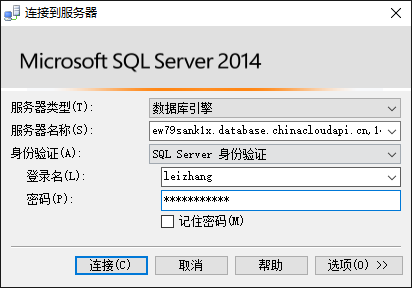 连接到服务器
Microsoft SQL Server 2014
服务器类型(T): 数据库引擎
服务器名称(S): ew79sank1x.database.chinacloudapi.cn,1
身份验证(A): SQL Server 身份验证
登录名(L): leizhang
密码(P): ***********
记住密码(M)
连接(C) 取消 帮助 选项(O) >>